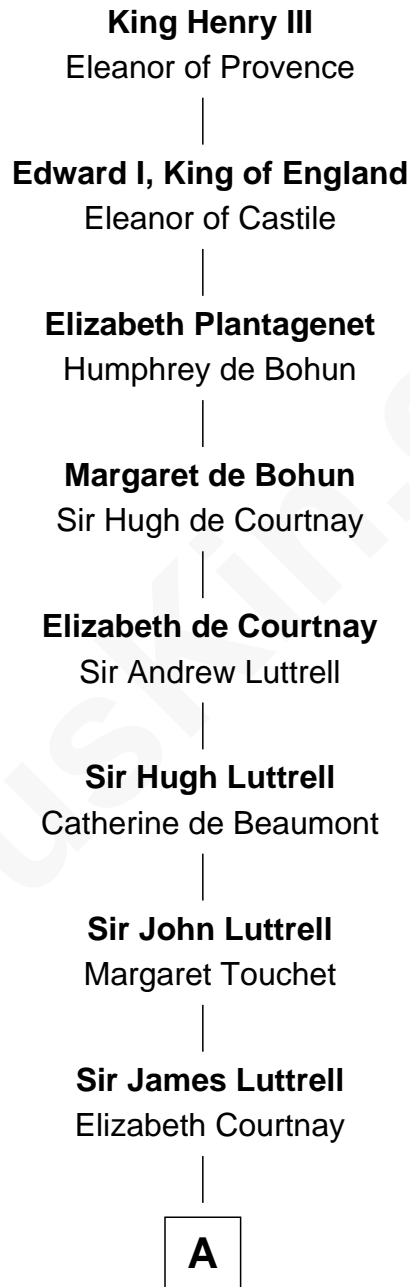 King Henry III
Eleanor of Provence
Edward I, King of England
Eleanor of Castile
Elizabeth Plantagenet
Humphrey de Bohun
Margaret de Bohun
Sir Hugh de Courtnay
Elizabeth de Courtnay
Sir Andrew Luttrell
Sir Hugh Luttrell
Catherine de Beaumont
Sir John Luttrell
Margaret Touchet
Sir James Luttrell
Elizabeth Courtnay
A